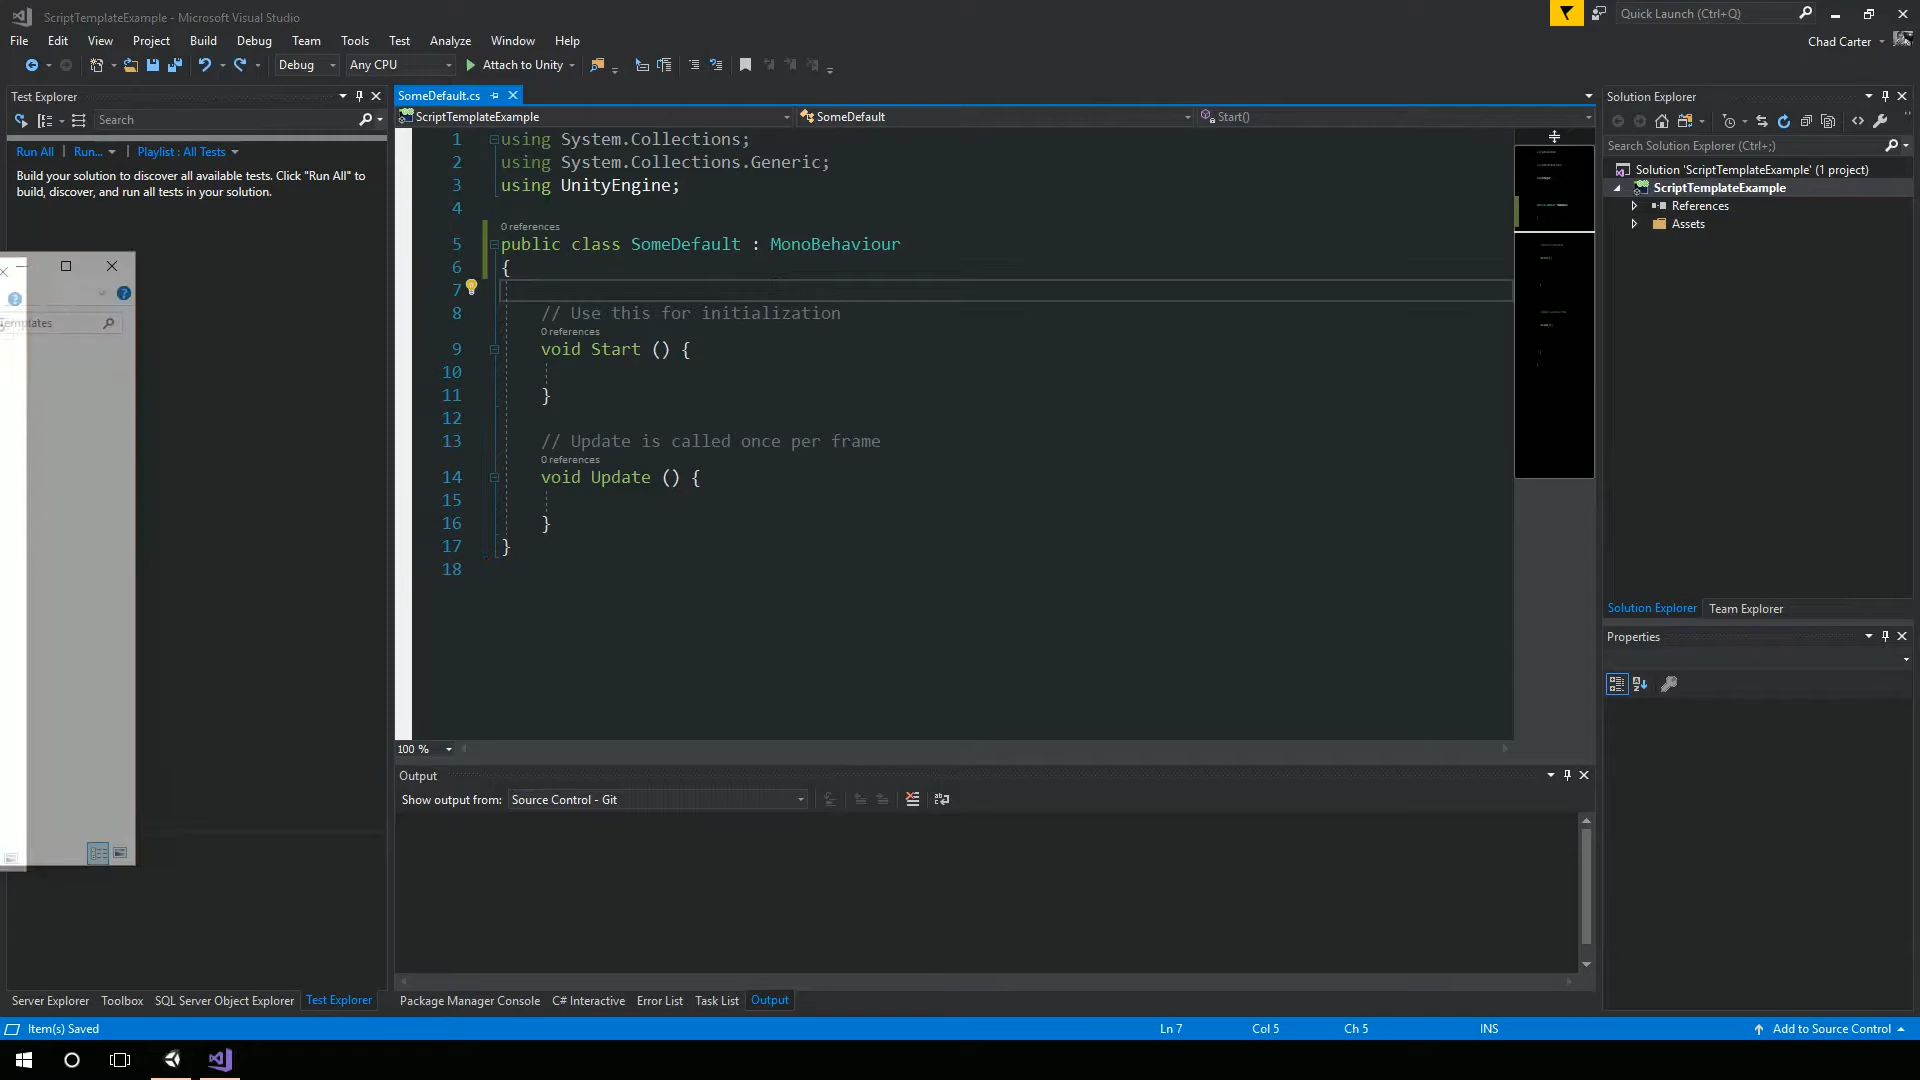 ScriptTemplateExample - Microsoft Visual Studio
Quick Launch (Ctrl+Q)
File Edit View Project Build Debug Team Tools Test Analyze Window Help
Chad Carter
Debug Any CPU Attach to Unity
Test Explorer
Search
Run All | Run... | Playlist : All Tests
Build your solution to discover all available tests. Click "Run All" to
build, discover, and run all tests in your solution.
emplates
SomeDefault.cs
ScriptTemplateExample SomeDefault Start()
1 using System.Collections;
2 using System.Collections.Generic;
3 using UnityEngine;
4
0 references
5 public class SomeDefault : MonoBehaviour
6 {
7
8 // Use this for initialization
0 references
9 void Start () {
10
11 }
12
13 // Update is called once per frame
0 references
14 void Update () {
15
16 }
17 }
18
100 %
Output
Show output from: Source Control - Git
Solution Explorer
Search Solution Explorer (Ctrl+;)
Solution 'ScriptTemplateExample' (1 project)
ScriptTemplateExample
References
Assets
Solution Explorer Team Explorer
Properties
Server Explorer Toolbox SQL Server Object Explorer Test Explorer
Package Manager Console C# Interactive Error List Task List Output
Item(s) Saved
Ln 7 Col 5 Ch 5 INS
Add to Source Control